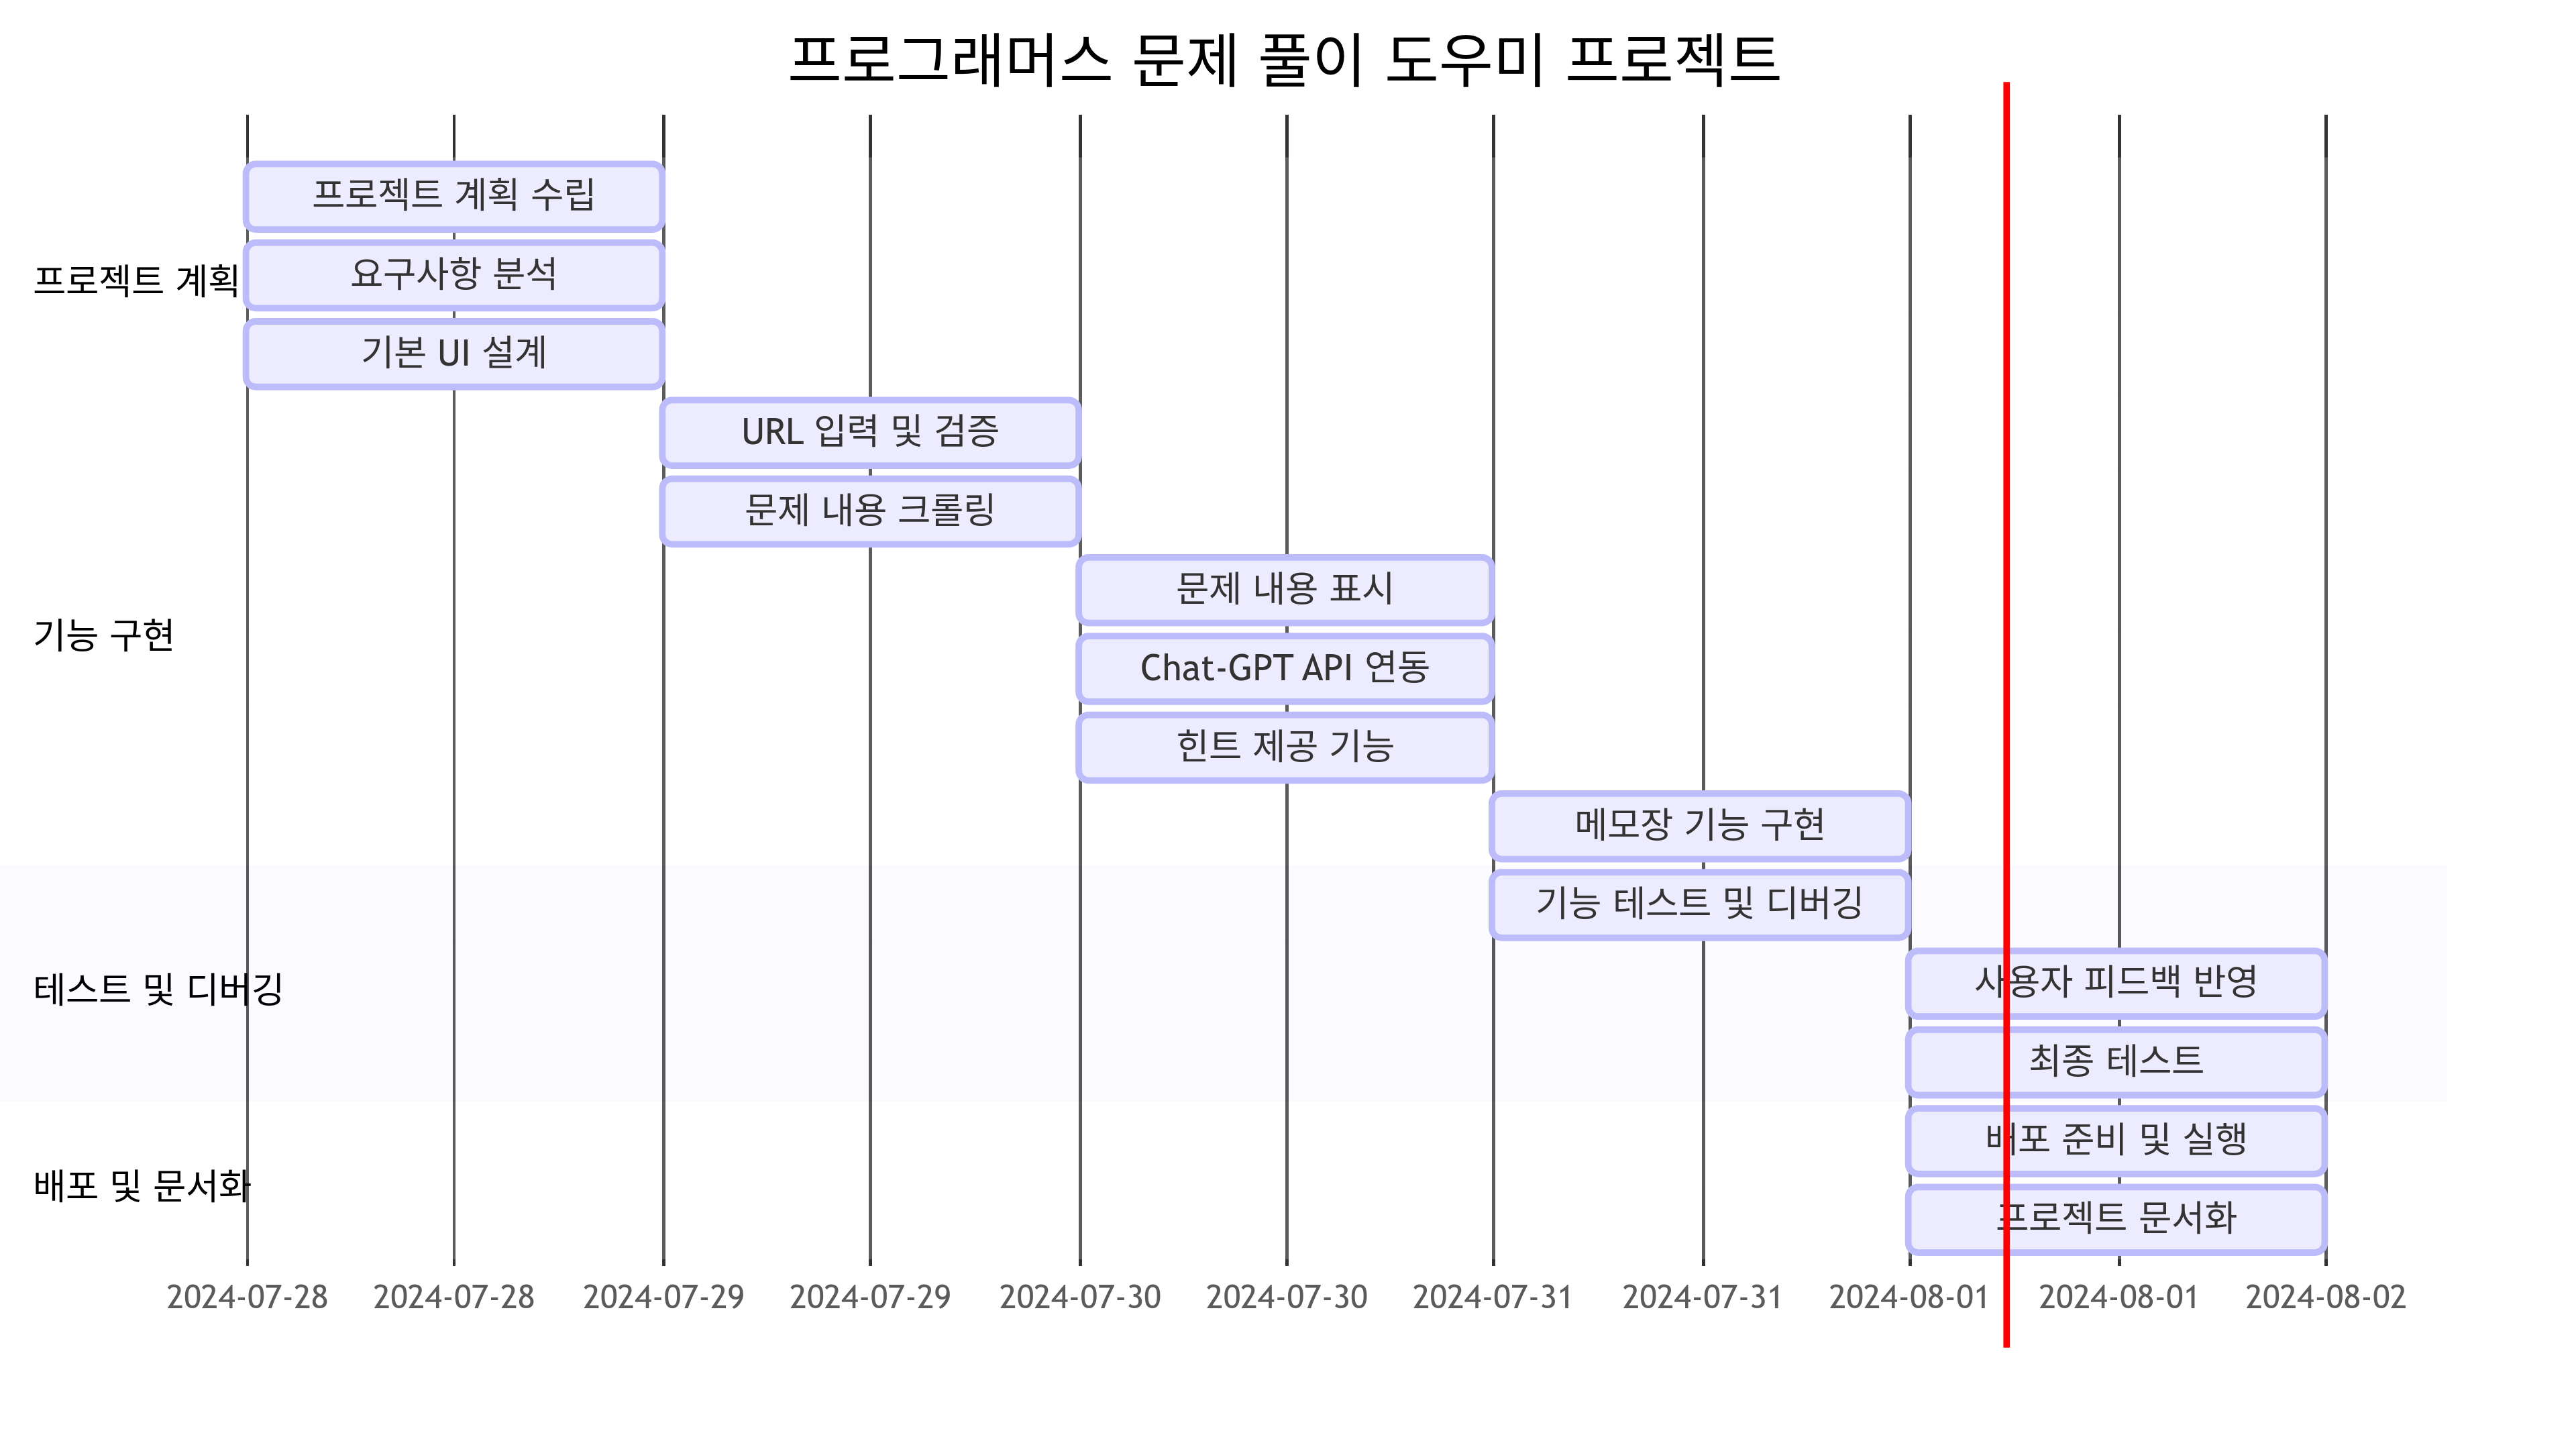 프로그래머스 문제 풀이 도우미 프로젝트
프로젝트 계획
프로젝트 계획 수립
요구사항 분석
기본 UI 설계
기능 구현
URL 입력 및 검증
문제 내용 크롤링
문제 내용 표시
Chat-GPT API 연동
힌트 제공 기능
메모장 기능 구현
테스트 및 디버깅
기능 테스트 및 디버깅
사용자 피드백 반영
최종 테스트
배포 및 문서화
배포 준비 및 실행
프로젝트 문서화
2024-07-28 2024-07-28 2024-07-29 2024-07-29 2024-07-30 2024-07-30 2024-07-31 2024-07-31 2024-08-01 2024-08-01 2024-08-02